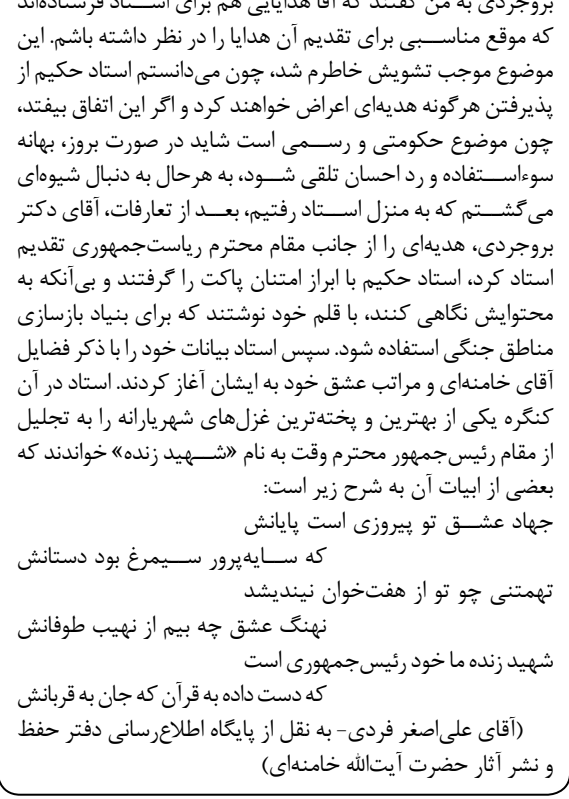 بروجردی به من گفتند که آقا هدایایی هم برای استاد فرستاده‌اند
که موقع مناسبی برای تقدیم آن هدایا را در نظر داشته باشم. این
موضوع موجب تشویش خاطرم شد، چون می‌دانستم استاد حکیم از
پذیرفتن هرگونه هدیه‌ای اعراض خواهند کرد و اگر این اتفاق بیفتد،
چون موضوع حکومتی و رسمی است شاید در صورت بروز، بهانه
سوءاستفاده و رد احسان تلقی شود، به هرحال به دنبال شیوه‌ای
می‌گشتم که به منزل استاد رفتیم، بعد از تعارفات، آقای دکتر
بروجردی، هدیه‌ای را از جانب مقام محترم ریاست‌جمهوری تقدیم
استاد کرد، استاد حکیم با ابراز امتنان پاکت را گرفتند و بی‌آنکه به
محتوایش نگاهی کنند، با قلم خود نوشتند که برای بنیاد بازسازی
مناطق جنگی استفاده شود. سپس استاد بیانات خود را با ذکر فضایل
آقای خامنه‌ای و مراتب عشق خود به ایشان آغاز کردند. استاد در آن
کنگره یکی از بهترین و پخته‌ترین غزل‌های شهریارانه را به تجلیل
از مقام رئیس‌جمهور محترم وقت به نام «شهید زنده» خواندند که
بعضی از ابیات آن به شرح زیر است:
جهاد عشق تو پیروزی است پایانش
که سایه‌پرور سیمرغ بود دستانش
تهمتنی چو تو از هفت‌خوان نیندیشد
نهنگ عشق چه بیم از نهیب طوفانش
شهید زنده ما خود رئیس‌جمهوری است
که دست داده به قرآن که جان به قربانش
(آقای علی‌اصغر فردی- به نقل از پایگاه اطلاع‌رسانی دفتر حفظ
و نشر آثار حضرت آیت‌الله خامنه‌ای)